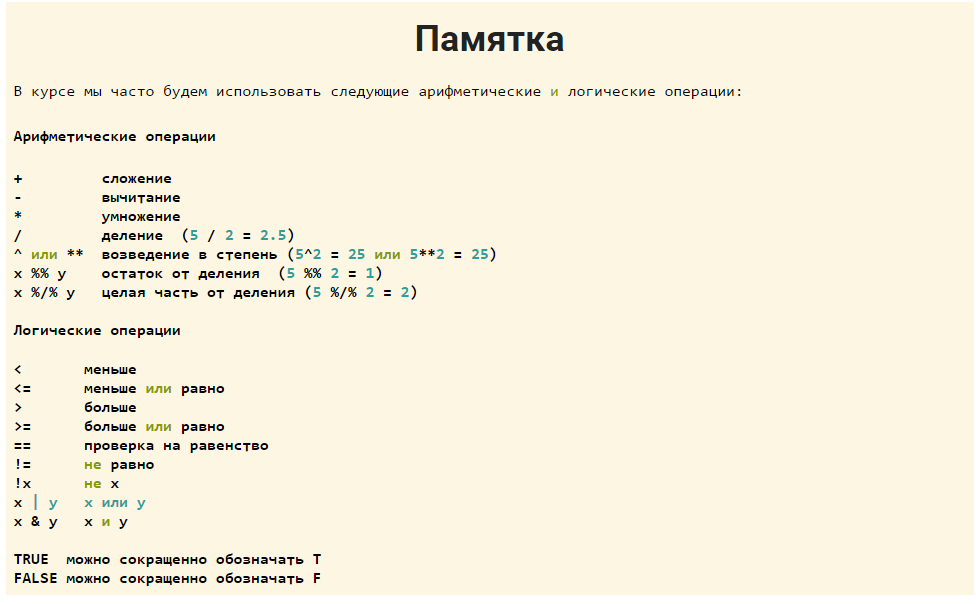 Памятка
В курсе мы часто будем использовать следующие арифметические и логические операции:
Арифметические операции
+ сложение
- вычитание
* умножение
/ деление (5 / 2 = 2.5)
^ или ** возведение в степень (5^2 = 25 или 5**2 = 25)
x %% y остаток от деления (5 %% 2 = 1)
x %/% y целая часть от деления (5 %/% 2 = 2)
Логические операции
< меньше
<= меньше или равно
> больше
>= больше или равно
== проверка на равенство
!= не равно
!x не x
x | y x или y
x & y x и y
TRUE можно сокращенно обозначать T
FALSE можно сокращенно обозначать F